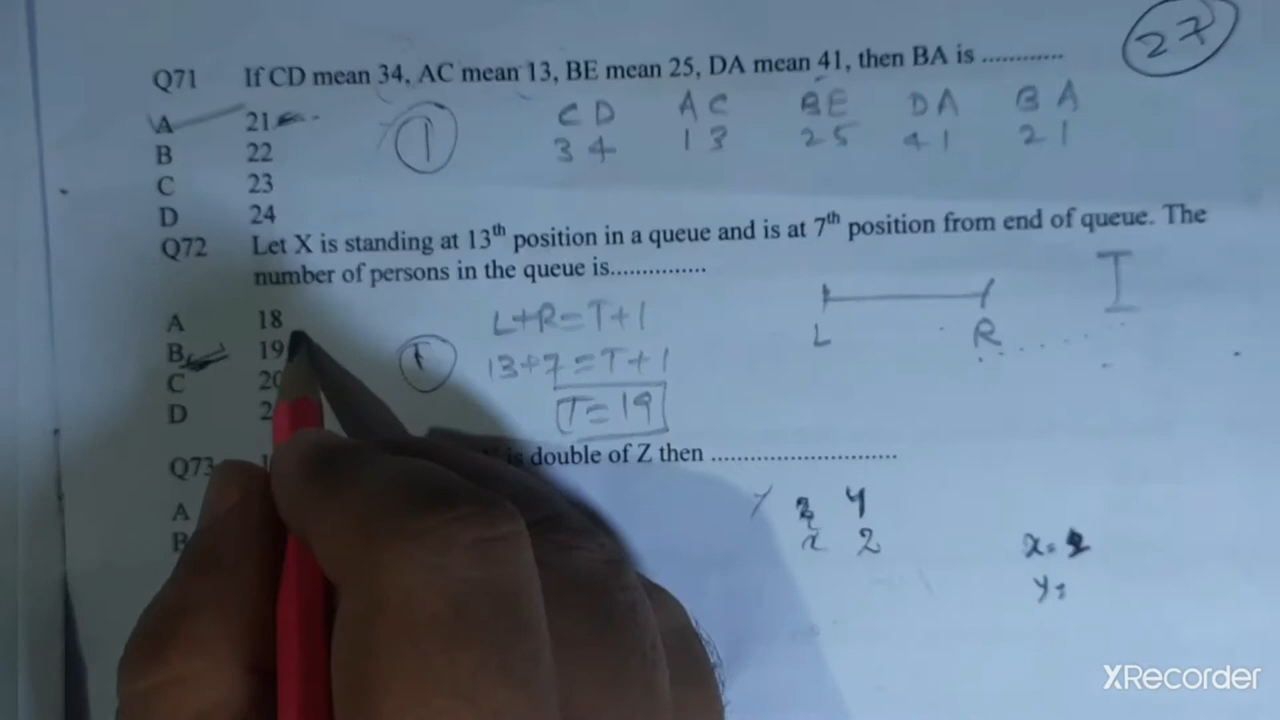 27
Q71 If CD mean 34, AC mean 13, BE mean 25, DA mean 41, then BA is ............
A 21
B 22
C 23
D 24
1
CD AC BE DA BA
34 13 25 41 21
Q72 Let X is standing at 13th position in a queue and is at 7th position from end of queue. The
number of persons in the queue is...............
A 18
B 19
C
D
L+R=T+1
13+7=T+1
T=19
L R
I
Q73 is double of Z then ..........................
A
B
y
x 2
x=
y=
XRecorder